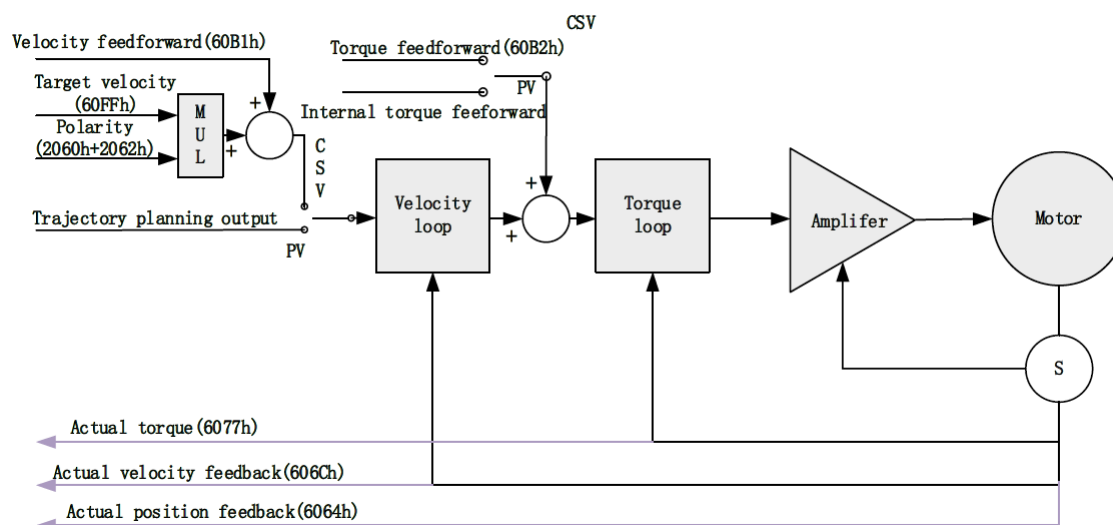 CSV
Velocity feedforward(60B1h)
Torque feedforward(60B2h)
Target velocity
(60FFh)
PV
Internal torque feeforward
Polarity
(2060h+2062h)
M
U
L
+
+
C
S
V
Trajectory planning output
PV
Velocity
loop
+
+
Torque
loop
Amplifer
Motor
S
Actual torque(6077h)
Actual velocity feedback(606Ch)
Actual position feedback(6064h)